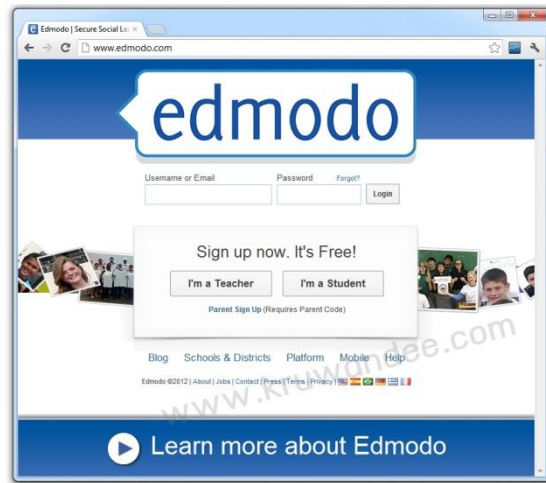 Edmodo | Secure Social Le
www.edmodo.com
edmodo
Username or Email Password Forgot?
Login
Sign up now. It's Free!
I'm a Teacher I'm a Student
Parent Sign Up (Requires Parent Code)
Blog Schools & Districts Platform Mobile Help
Edmodo ©2012 | About | Jobs | Contact | Press | Terms | Privacy |
www.kruwandee.com
Learn more about Edmodo